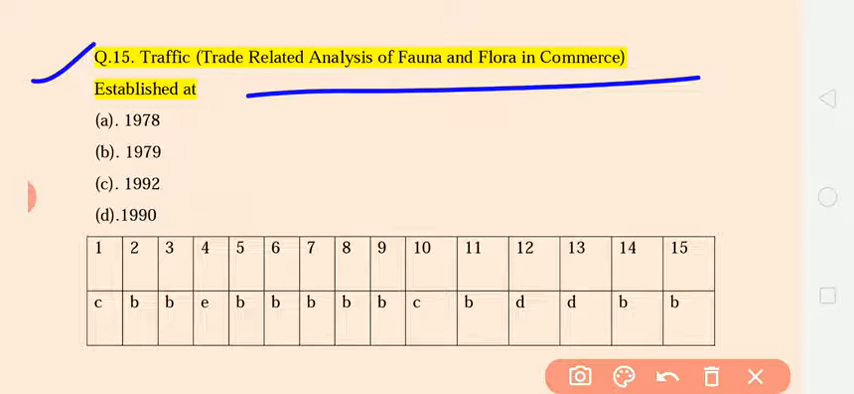 Q.15. Traffic (Trade Related Analysis of Fauna and Flora in Commerce)
Established at
(a). 1978
(b). 1979
(c). 1992
(d).1990
1 2 3 4 5 6 7 8 9 10 11 12 13 14 15
c b b e b b b b b c b d d b b